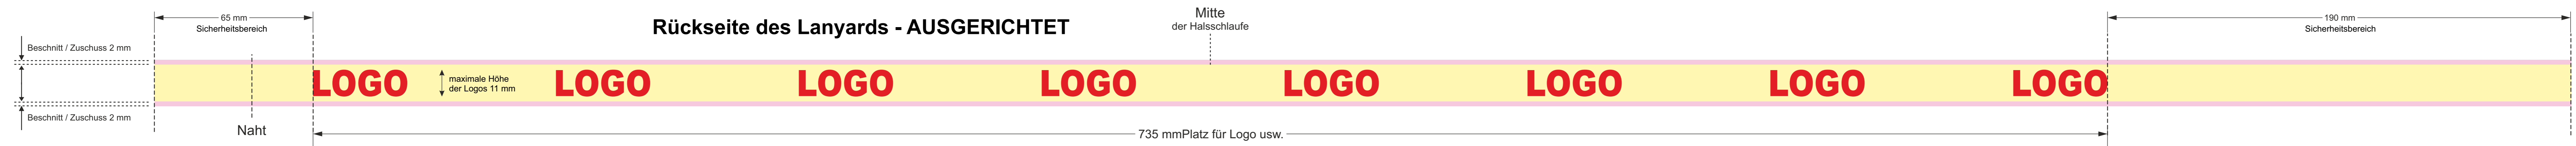 65 mm
Sicherheitsbereich
Rückseite des Lanyards - AUSGERICHTET
Mitte
der Halsschlaufe
190 mm
Sicherheitsbereich
Beschnitt / Zuschuss 2 mm
LOGO LOGO LOGO LOGO LOGO LOGO LOGO LOGO
maximale Höhe
der Logos 11 mm
Beschnitt / Zuschuss 2 mm
Naht
735 mmPlatz für Logo usw.